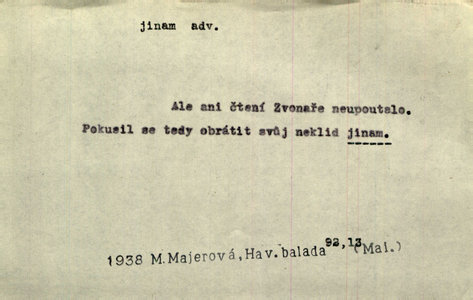 jinam adv.
Ale ani čtení Zvonaře neupoutalo.
Pokusil se tedy obrátit svůj neklid jinam.
1938 M. Majerová, Hav. balada 92,13 (Mai.)